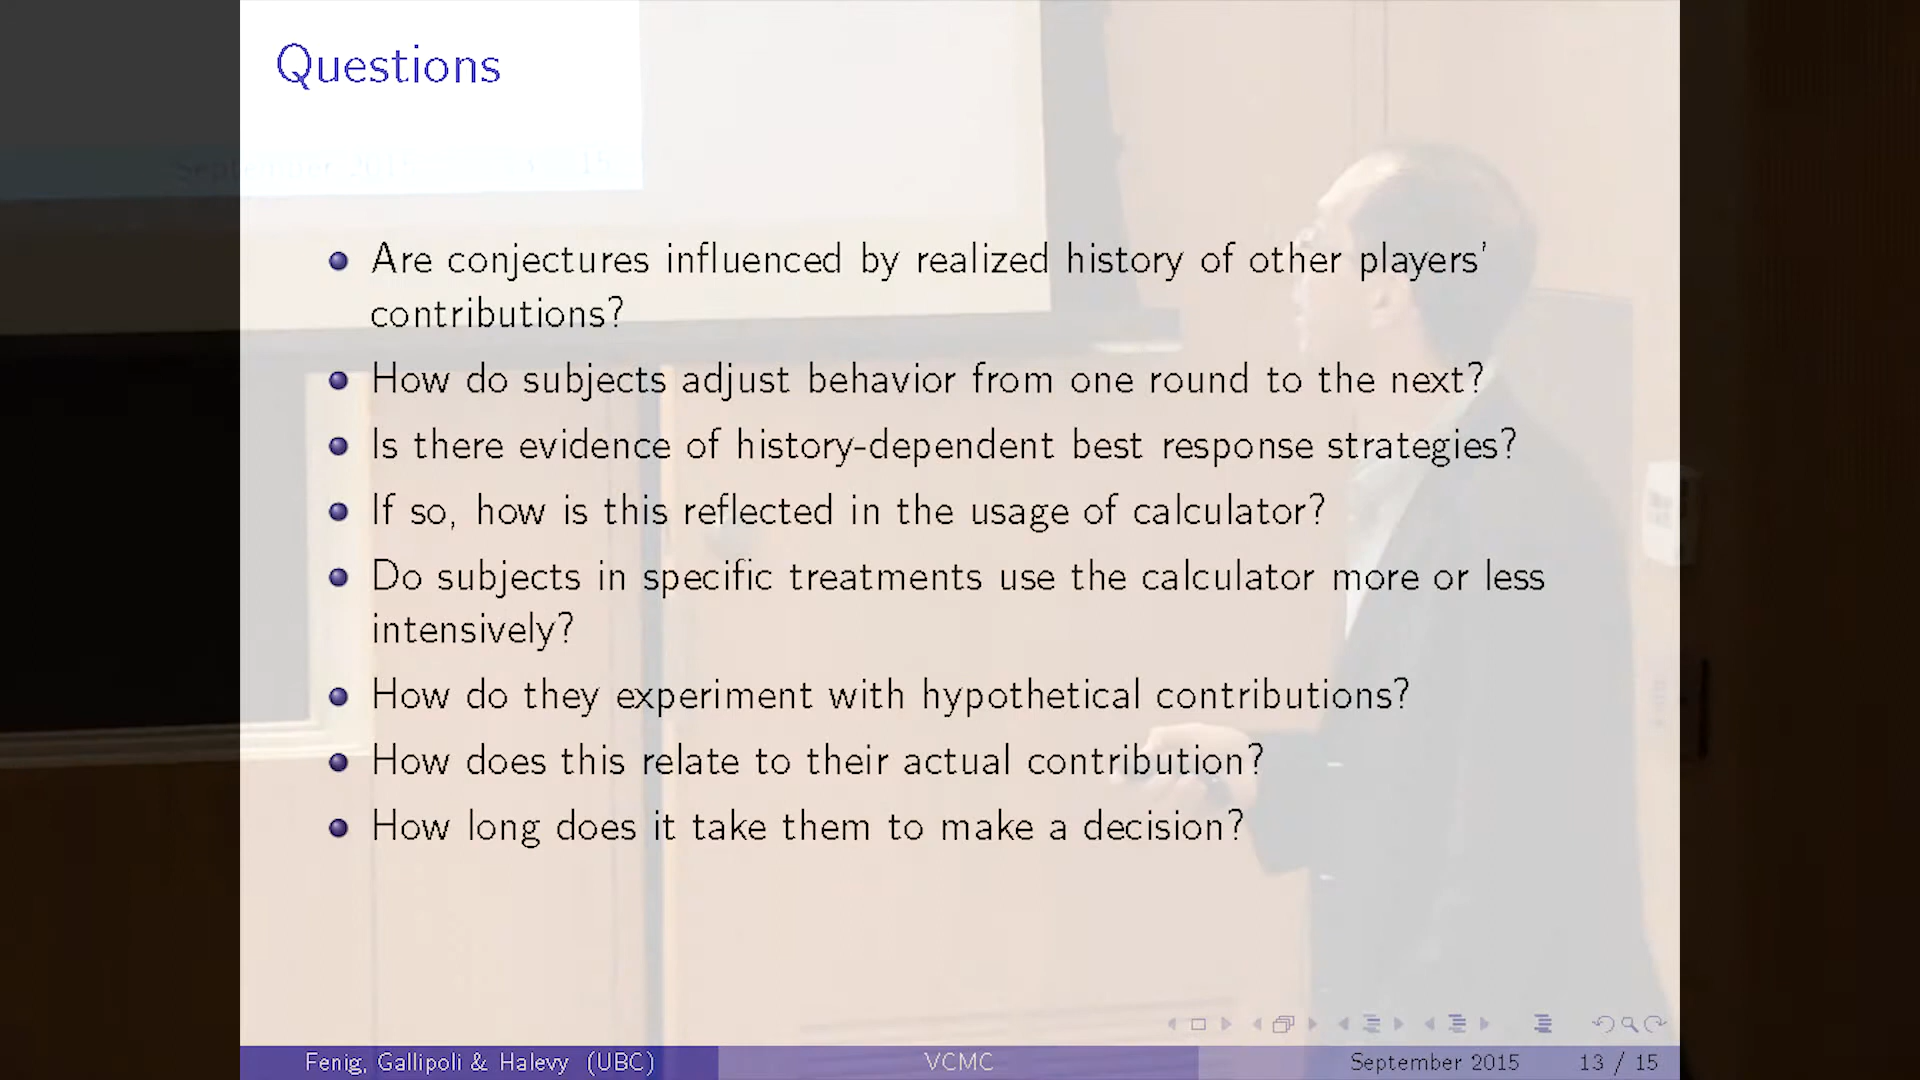 Questions
Are conjectures influenced by realized history of other players'
contributions?
How do subjects adjust behavior from one round to the next?
Is there evidence of history-dependent best response strategies?
If so, how is this reflected in the usage of calculator?
Do subjects in specific treatments use the calculator more or less
intensively?
How do they experiment with hypothetical contributions?
How does this relate to their actual contribution?
How long does it take them to make a decision?
Fenig, Gallipoli & Halevy (UBC) VCMC September 2015 13 / 15